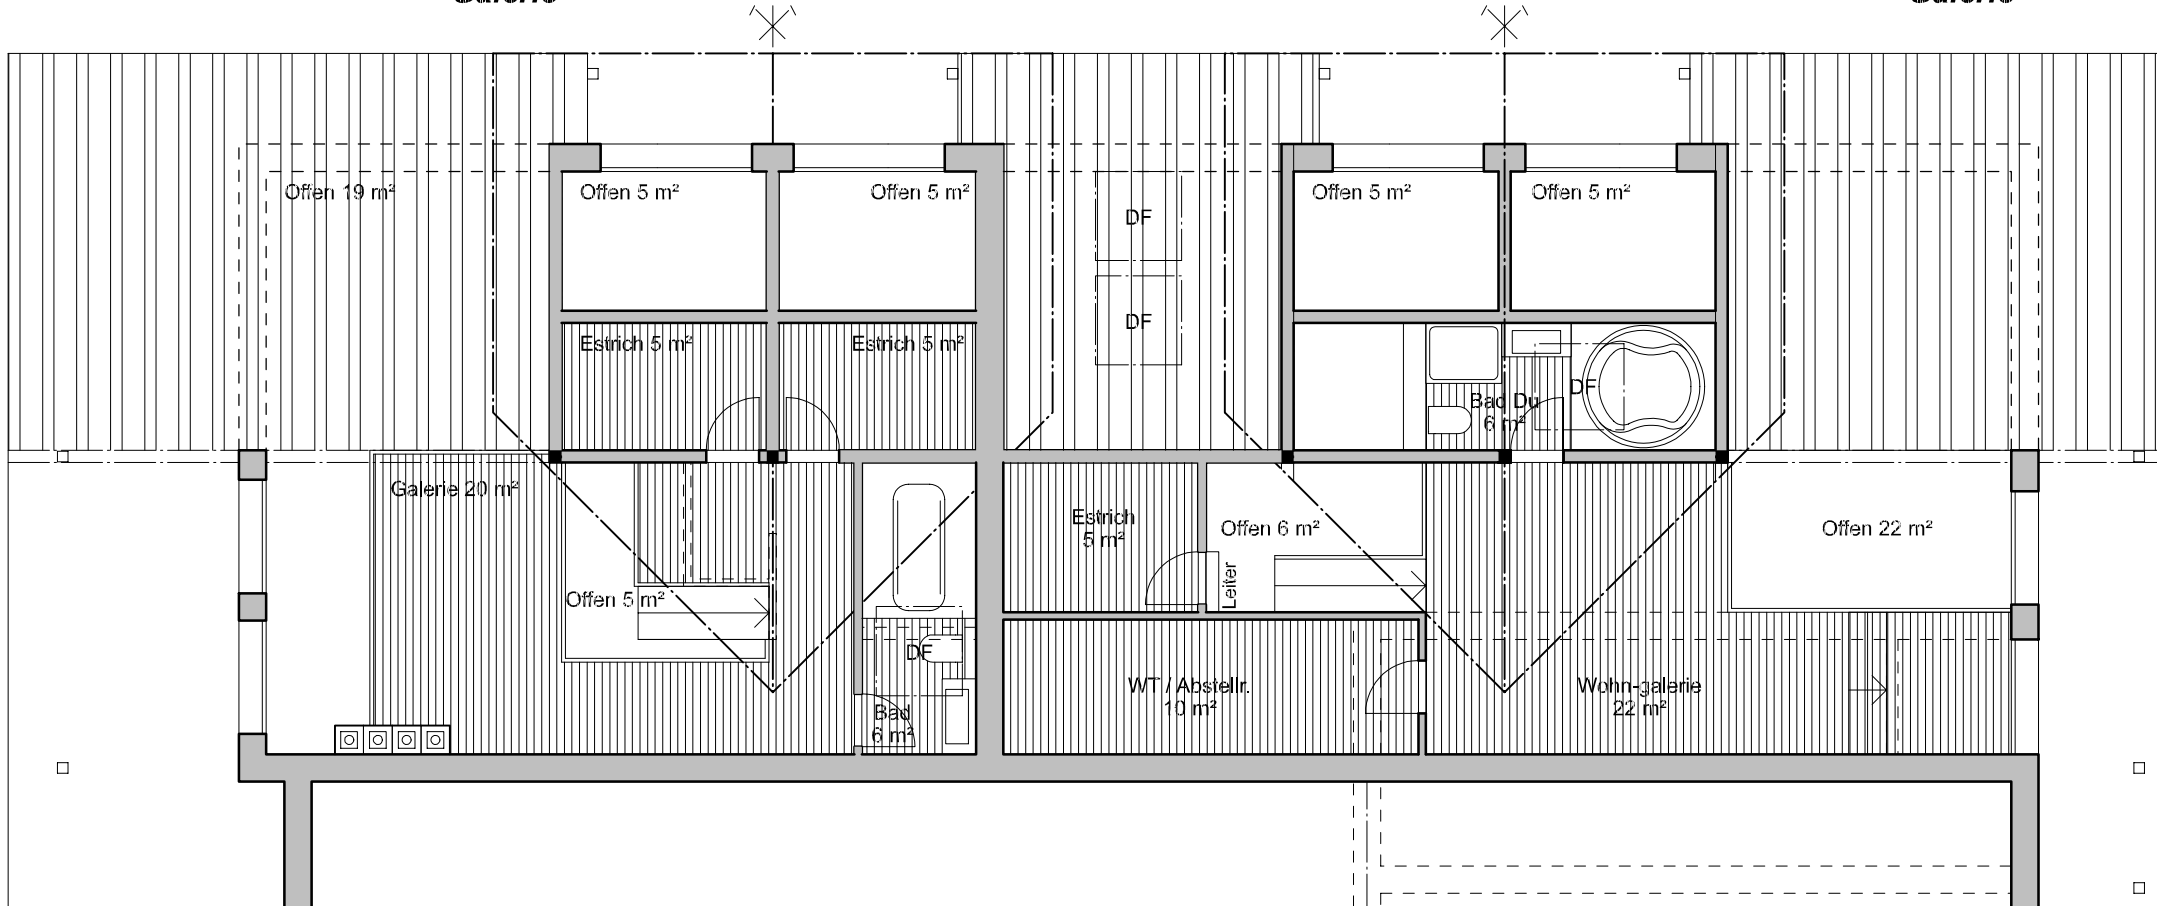 Offen 19 m²
Offen 5 m²
Offen 5 m²
DF
Offen 5 m²
Offen 5 m²
DF
Estrich 5 m²
Estrich 5 m²
DF
Bad Du
6 m²
Galerie 20 m²
Estrich
5 m²
Offen 6 m²
Offen 22 m²
Leiter
Offen 5 m²
DF
Bad
6 m²
WT / Abstellr.
10 m²
Wohn-galerie
22 m²